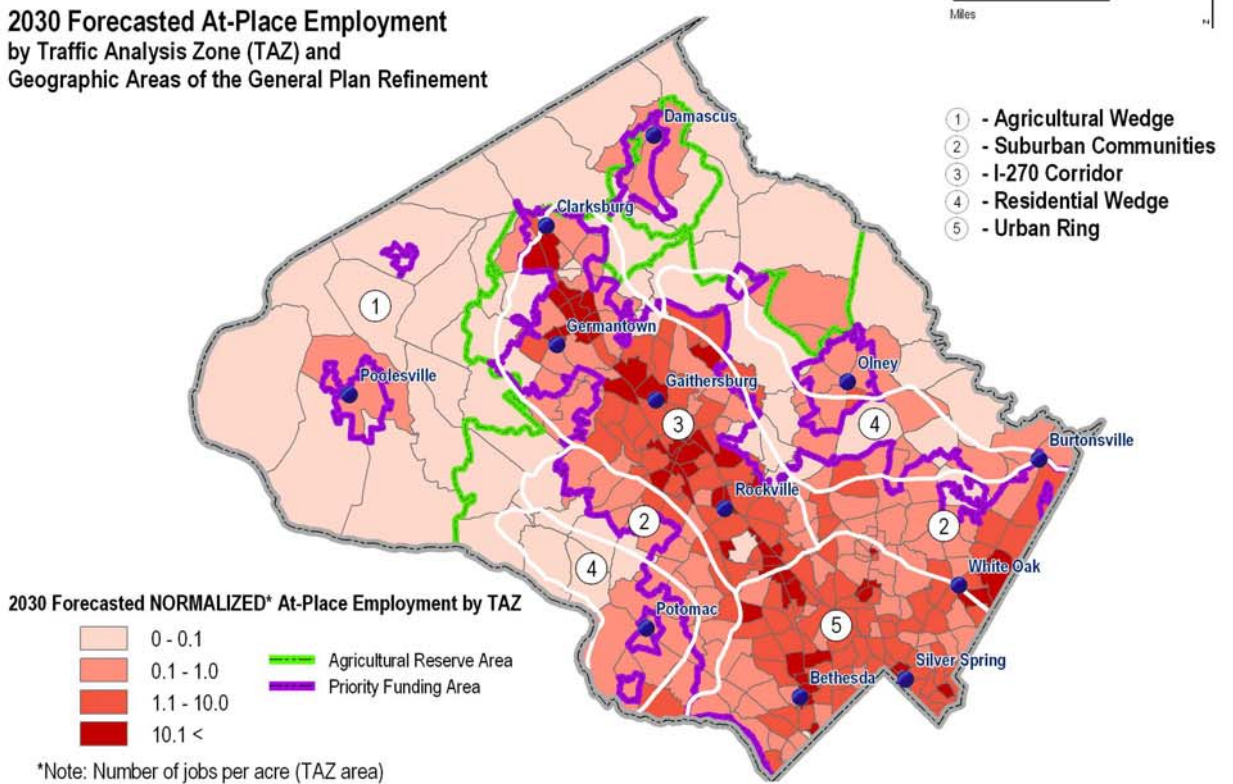 2030 Forecasted At-Place Employment
by Traffic Analysis Zone (TAZ) and
Geographic Areas of the General Plan Refinement
Miles
z
1 - Agricultural Wedge
2 - Suburban Communities
3 - I-270 Corridor
4 - Residential Wedge
5 - Urban Ring
Damascus
Clarksburg
1
Germantown
Poolesville
Gaithersburg
Olney
3
4
Burtonsville
Rockville
2
2
White Oak
4
Potomac
5
Silver Spring
Bethesda
2030 Forecasted NORMALIZED* At-Place Employment by TAZ
0 - 0.1
0.1 - 1.0
1.1 - 10.0
10.1 <
Agricultural Reserve Area
Priority Funding Area
*Note: Number of jobs per acre (TAZ area)